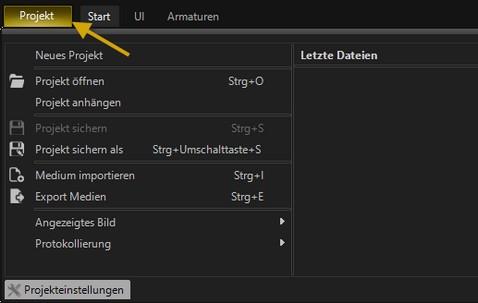 Projekt Start UI Armaturen
Neues Projekt Letzte Dateien
Projekt öffnen Strg+O
Projekt anhängen
Projekt sichern Strg+S
Projekt sichern als Strg+Umschalttaste+S
Medium importieren Strg+I
Export Medien Strg+E
Angezeigtes Bild
Protokollierung
Projekteinstellungen